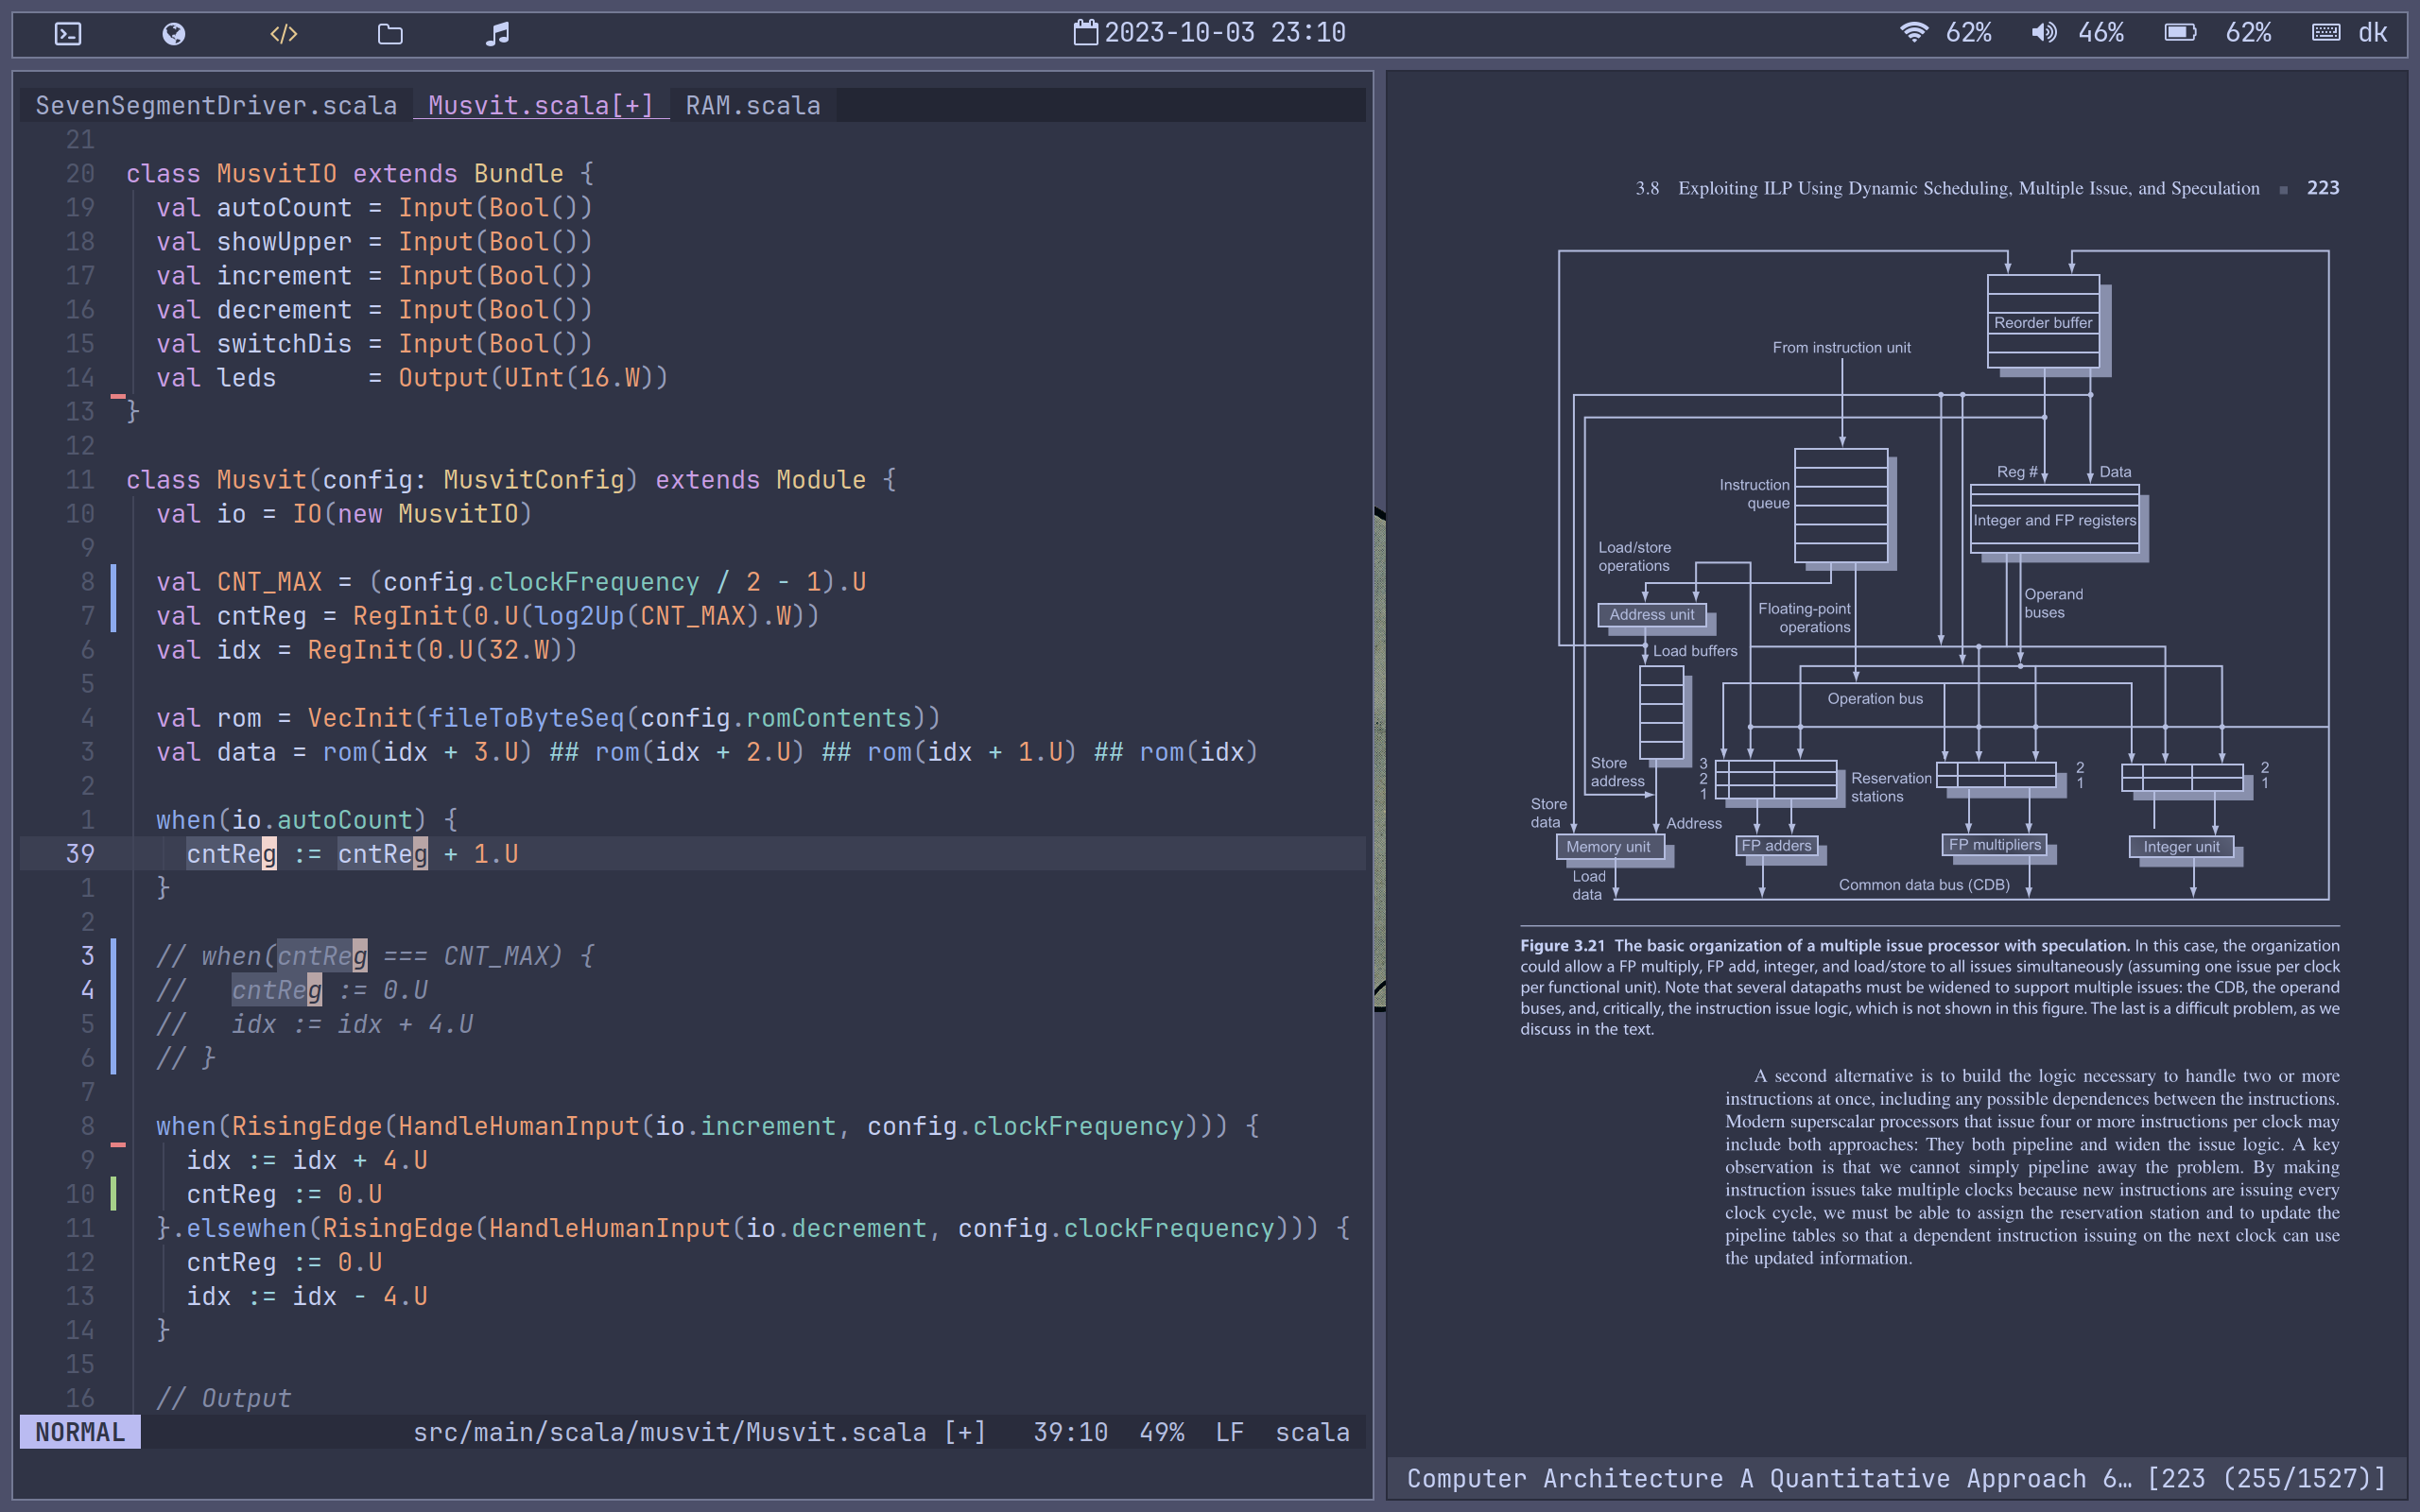 2023-10-03 23:10
62% 46% 62% dk
SevenSegmentDriver.scala Musvit.scala[+] RAM.scala
21
20 class MusvitIO extends Bundle {
19 val autoCount = Input(Bool())
18 val showUpper = Input(Bool())
17 val increment = Input(Bool())
16 val decrement = Input(Bool())
15 val switchDis = Input(Bool())
14 val leds      = Output(UInt(16.W))
13 }
12
11 class Musvit(config: MusvitConfig) extends Module {
10 val io = IO(new MusvitIO)
9
8 val CNT_MAX = (config.clockFrequency / 2 - 1).U
7 val cntReg = RegInit(0.U(log2Up(CNT_MAX).W))
6 val idx = RegInit(0.U(32.W))
5
4 val rom = VecInit(fileToByteSeq(config.romContents))
3 val data = rom(idx + 3.U) ## rom(idx + 2.U) ## rom(idx + 1.U) ## rom(idx)
2
1 when(io.autoCount) {
39 cntReg := cntReg + 1.U
1 }
2
3 // when(cntReg === CNT_MAX) {
4 //   cntReg := 0.U
5 //   idx := idx + 4.U
6 // }
7
8 when(RisingEdge(HandleHumanInput(io.increment, config.clockFrequency))) {
9 idx := idx + 4.U
10 cntReg := 0.U
11 }.elsewhen(RisingEdge(HandleHumanInput(io.decrement, config.clockFrequency))) {
12 cntReg := 0.U
13 idx := idx - 4.U
14 }
15
16 // Output
NORMAL src/main/scala/musvit/Musvit.scala [+] 39:10 49% LF scala
3.8 Exploiting ILP Using Dynamic Scheduling, Multiple Issue, and Speculation ■ 223
Reorder buffer
From instruction unit
Reg # Data
Instruction
queue
Integer and FP registers
Load/store
operations
Operand
buses
Address unit
Floating-point
operations
Load buffers
Operation bus
Store
address
3
2
1
Reservation
stations
2
1
2
1
Store
data
Address
Memory unit
FP adders
FP multipliers
Integer unit
Load
data
Common data bus (CDB)
Figure 3.21 The basic organization of a multiple issue processor with speculation. In this case, the organization
could allow a FP multiply, FP add, integer, and load/store to all issues simultaneously (assuming one issue per clock
per functional unit). Note that several datapaths must be widened to support multiple issues: the CDB, the operand
buses, and, critically, the instruction issue logic, which is not shown in this figure. The last is a difficult problem, as we
discuss in the text.
A second alternative is to build the logic necessary to handle two or more
instructions at once, including any possible dependences between the instructions.
Modern superscalar processors that issue four or more instructions per clock may
include both approaches: They both pipeline and widen the issue logic. A key
observation is that we cannot simply pipeline away the problem. By making
instruction issues take multiple clocks because new instructions are issuing every
clock cycle, we must be able to assign the reservation station and to update the
pipeline tables so that a dependent instruction issuing on the next clock can use
the updated information.
Computer Architecture A Quantitative Approach 6… [223 (255/1527)]